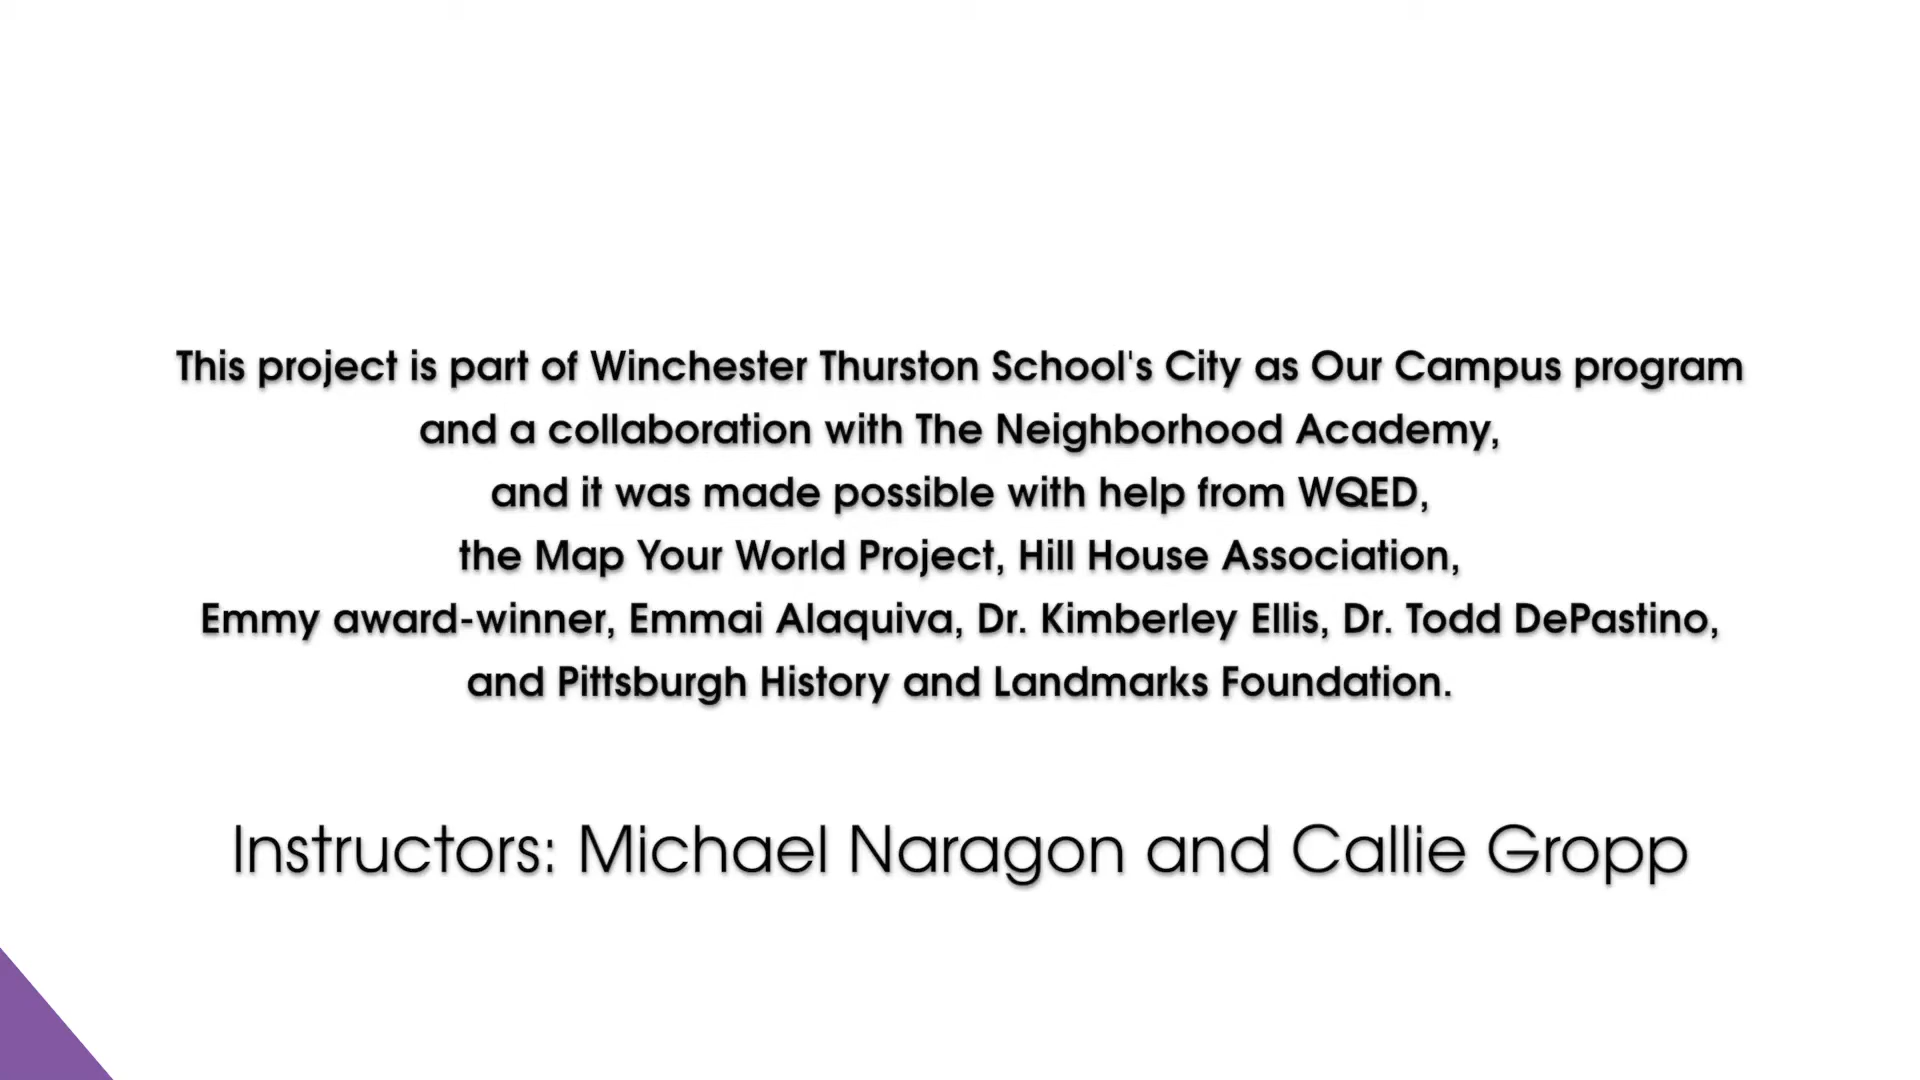 This project is part of Winchester Thurston School's City as Our Campus program
and a collaboration with The Neighborhood Academy,
and it was made possible with help from WQED,
the Map Your World Project, Hill House Association,
Emmy award-winner, Emmai Alaquiva, Dr. Kimberley Ellis, Dr. Todd DePastino,
and Pittsburgh History and Landmarks Foundation.
Instructors: Michael Naragon and Callie Gropp